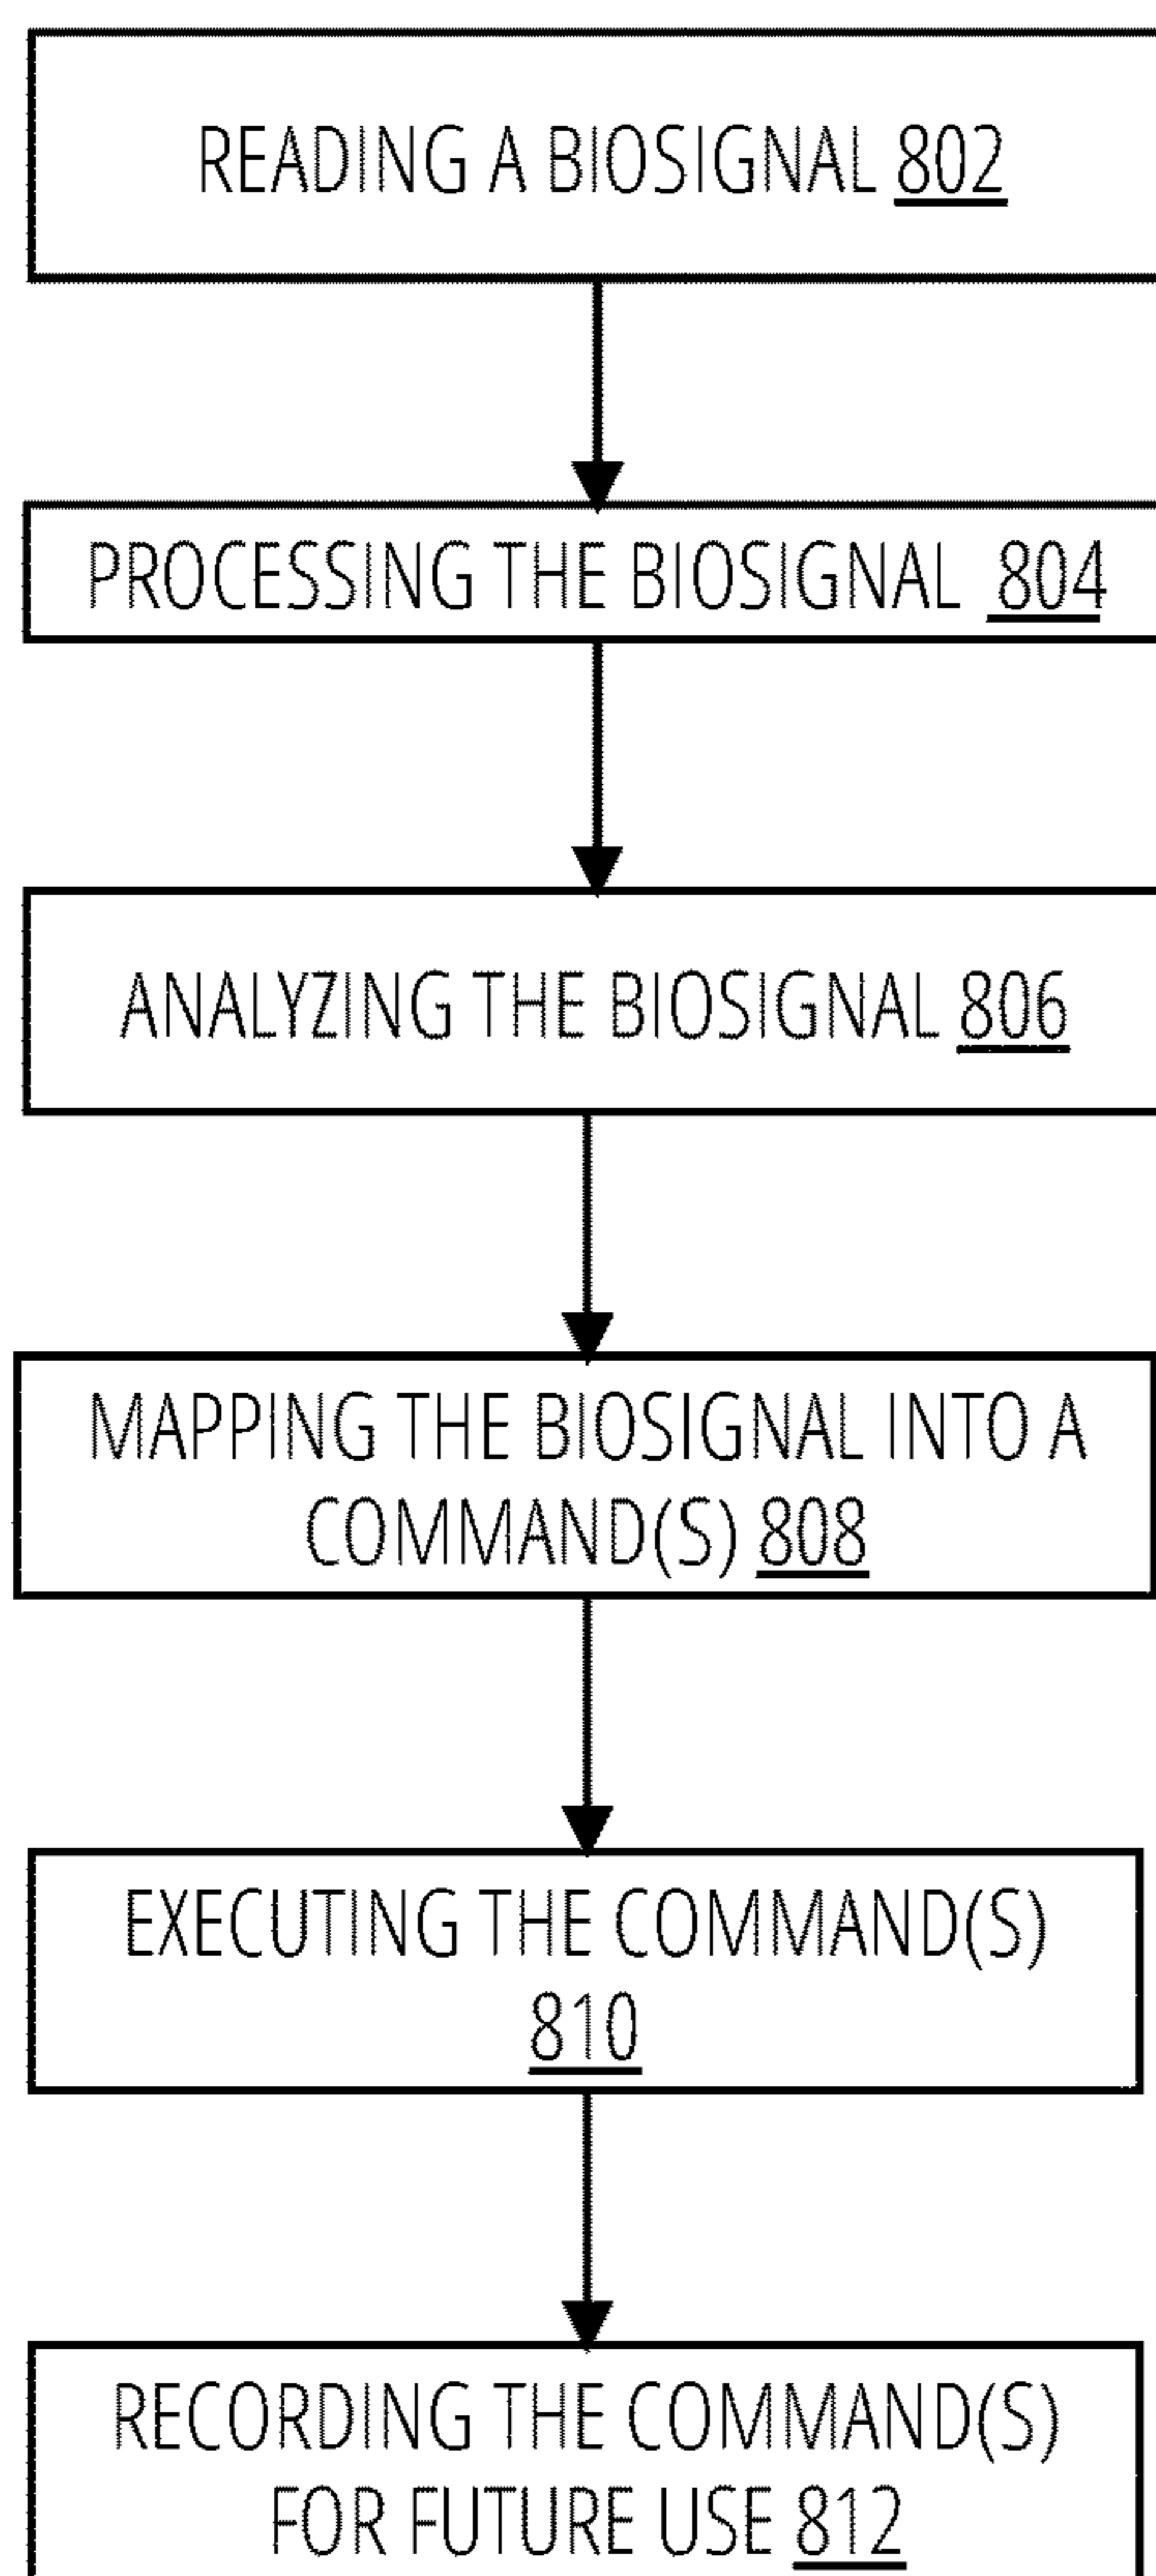 READING A BIOSIGNAL 802
PROCESSING THE BIOSIGNAL 804
ANALYZING THE BIOSIGNAL 806
MAPPING THE BIOSIGNAL INTO A
COMMAND(S) 808
EXECUTING THE COMMAND(S)
810
RECORDING THE COMMAND(S)
FOR FUTURE USE 812